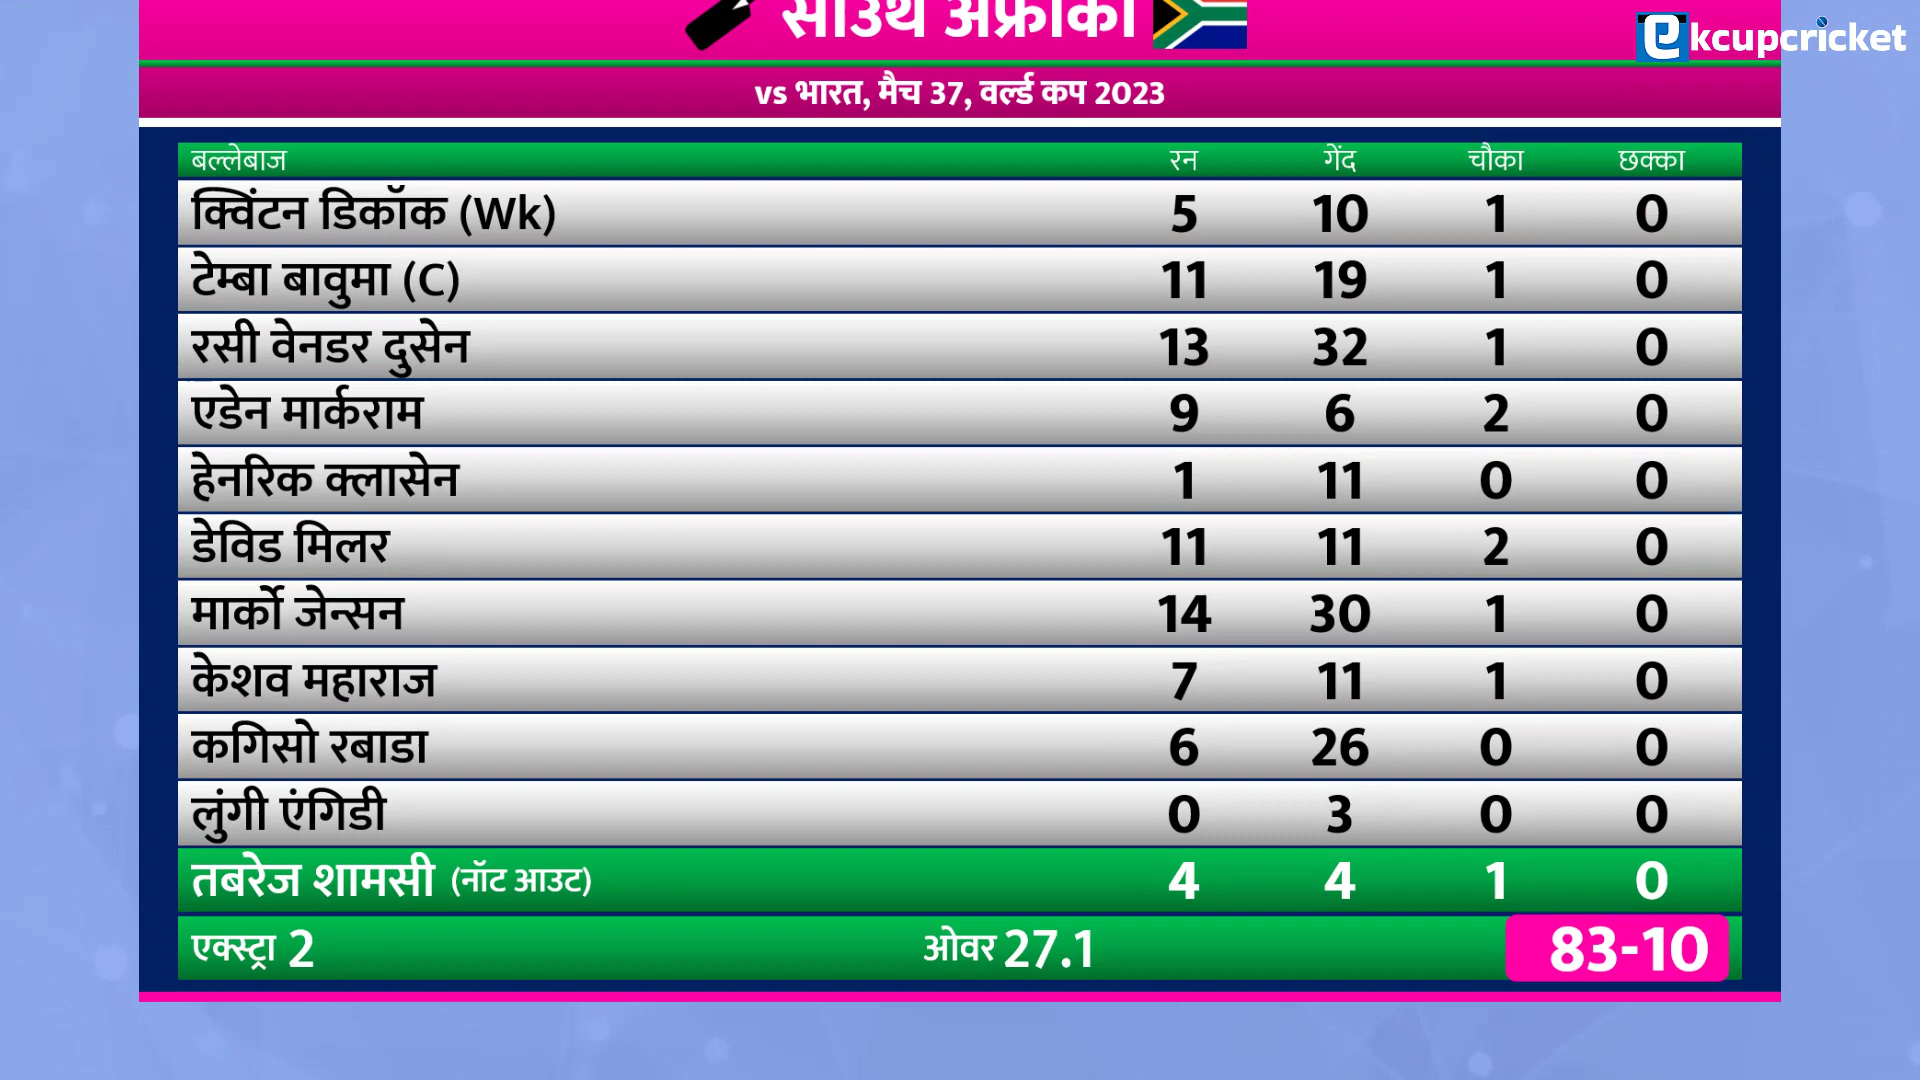 साउथ अफ्रीका
ekcupcricket
vs भारत, मैच 37, वर्ल्ड कप 2023
बल्लेबाज रन गेंद चौका छक्का
क्विंटन डिकॉक (Wk) 5 10 1 0
टेम्बा बावुमा (C) 11 19 1 0
रसी वेनडर दुसेन 13 32 1 0
एडेन मार्करम 9 6 2 0
हेनरिक क्लासेन 1 11 0 0
डेविड मिलर 11 11 2 0
मार्को जेन्सन 14 30 1 0
केशव महाराज 7 11 1 0
कगिसो रबाडा 6 26 0 0
लुंगी एंगिडी 0 3 0 0
तबरेज शामसी (नॉट आउट) 4 4 1 0
एक्स्ट्रा 2 ओवर 27.1 83-10